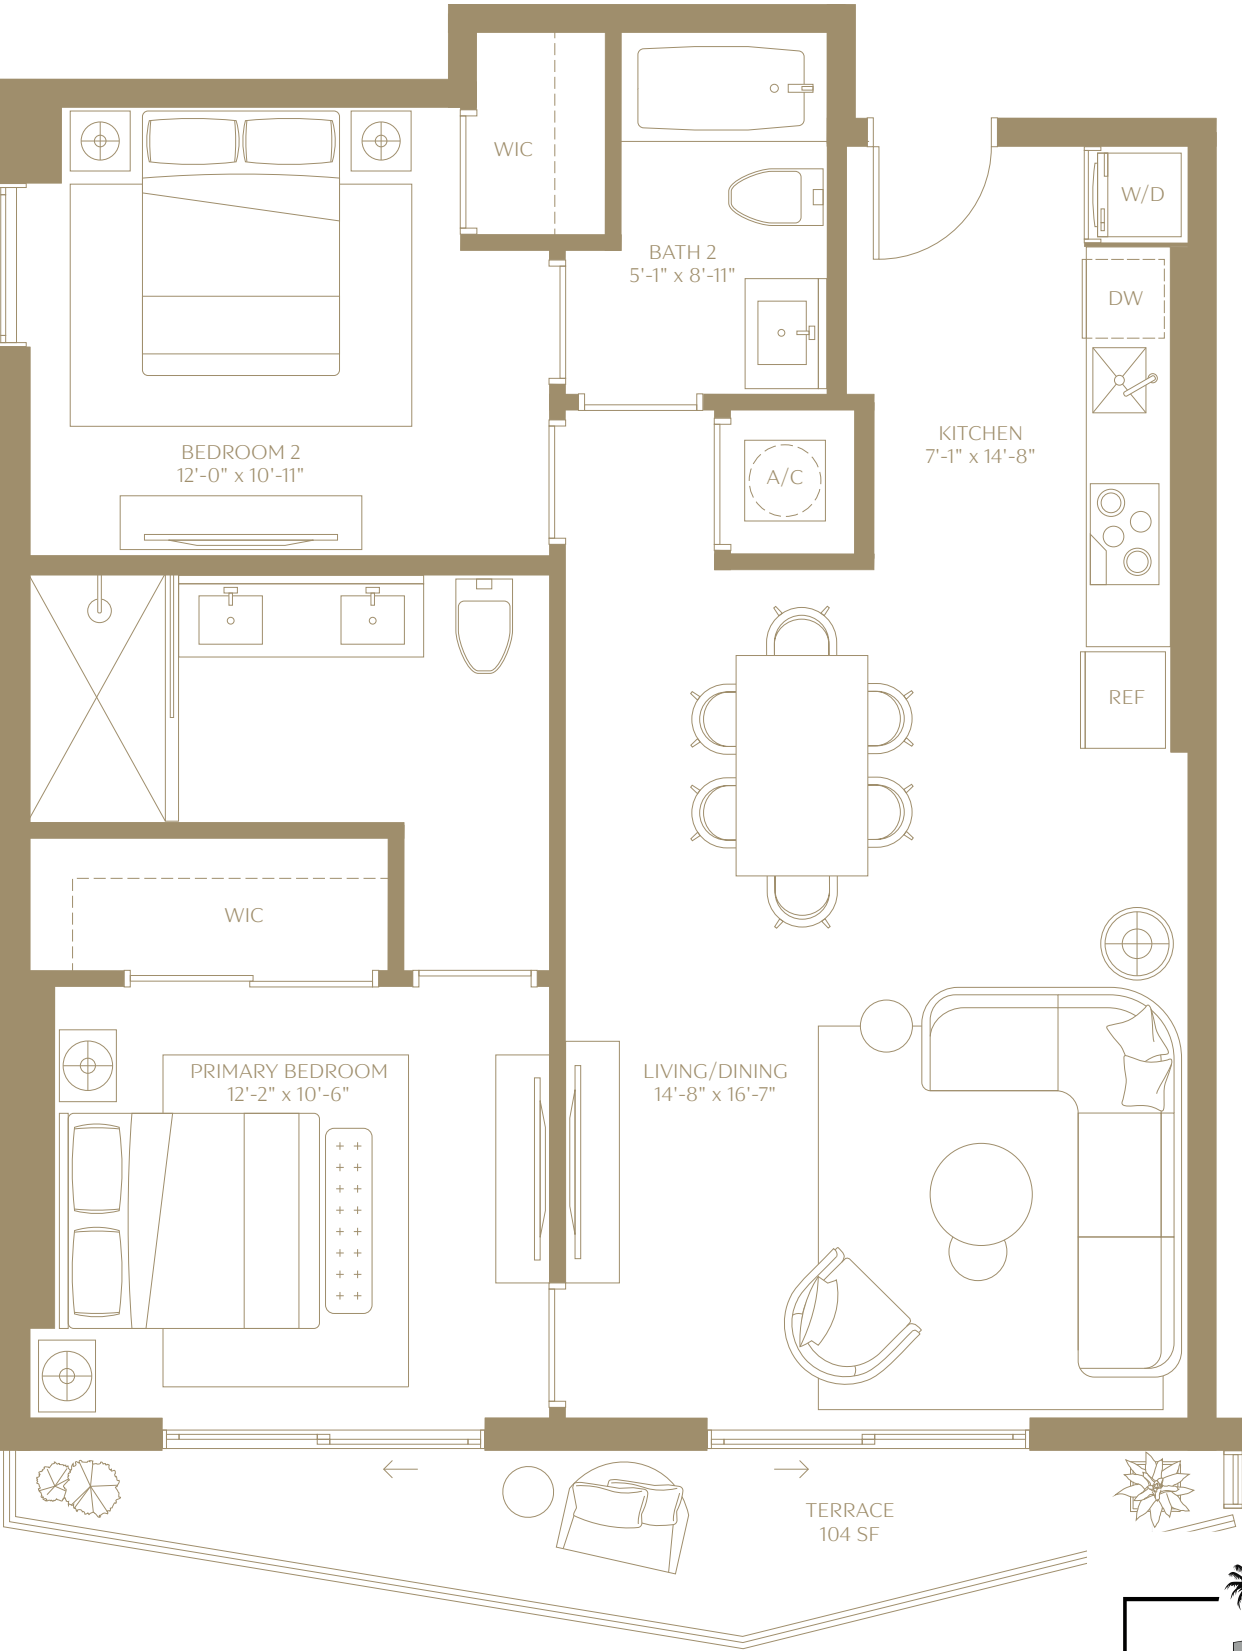 WIC
W/D
BATH 2
5'-1" x 8'-11"
DW
KITCHEN
7'-1" x 14'-8"
BEDROOM 2
12'-0" x 10'-11"
A/C
REF
WIC
PRIMARY BEDROOM
12'-2" x 10'-6"
LIVING/DINING
14'-8" x 16'-7"
TERRACE
104 SF